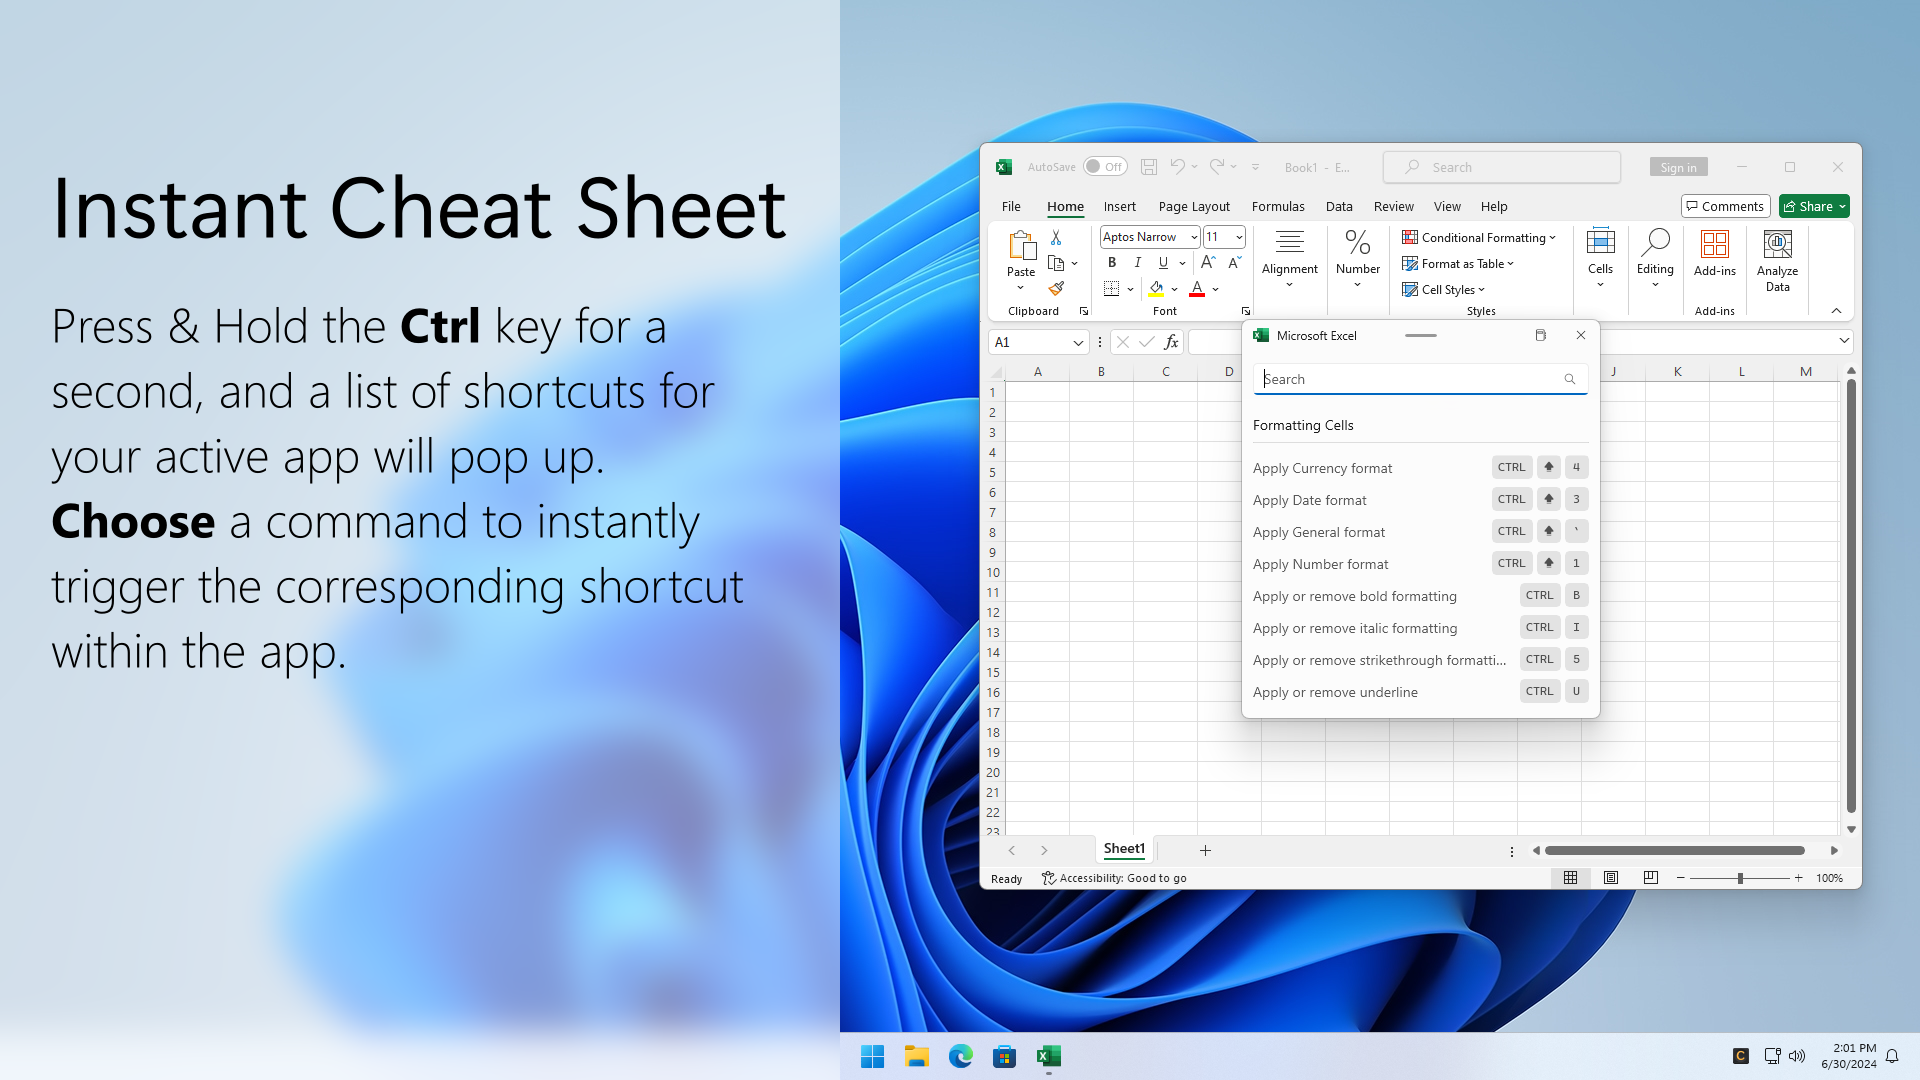 Instant Cheat Sheet
Press & Hold the Ctrl key for a
second, and a list of shortcuts for
your active app will pop up.
Choose a command to instantly
trigger the corresponding shortcut
within the app.
AutoSave Off Book1 - E... Search Sign in
File Home Insert Page Layout Formulas Data Review View Help Comments Share
Paste
Clipboard
Aptos Narrow 11
B I U A A
A
Font
Alignment
% Number
Conditional Formatting
Format as Table
Cell Styles
Styles
Cells
Editing
Add-ins
Add-ins
Analyze
Data
A1 fx
A B C D J K L M
1
2
3
4
5
6
7
8
9
10
11
12
13
14
15
16
17
18
19
20
21
22
23
Microsoft Excel
Search
Formatting Cells
Apply Currency format CTRL 4
Apply Date format CTRL 3
Apply General format CTRL `
Apply Number format CTRL 1
Apply or remove bold formatting CTRL B
Apply or remove italic formatting CTRL I
Apply or remove strikethrough formatti... CTRL 5
Apply or remove underline CTRL U
Sheet1
Ready Accessibility: Good to go 100%
C
2:01 PM
6/30/2024